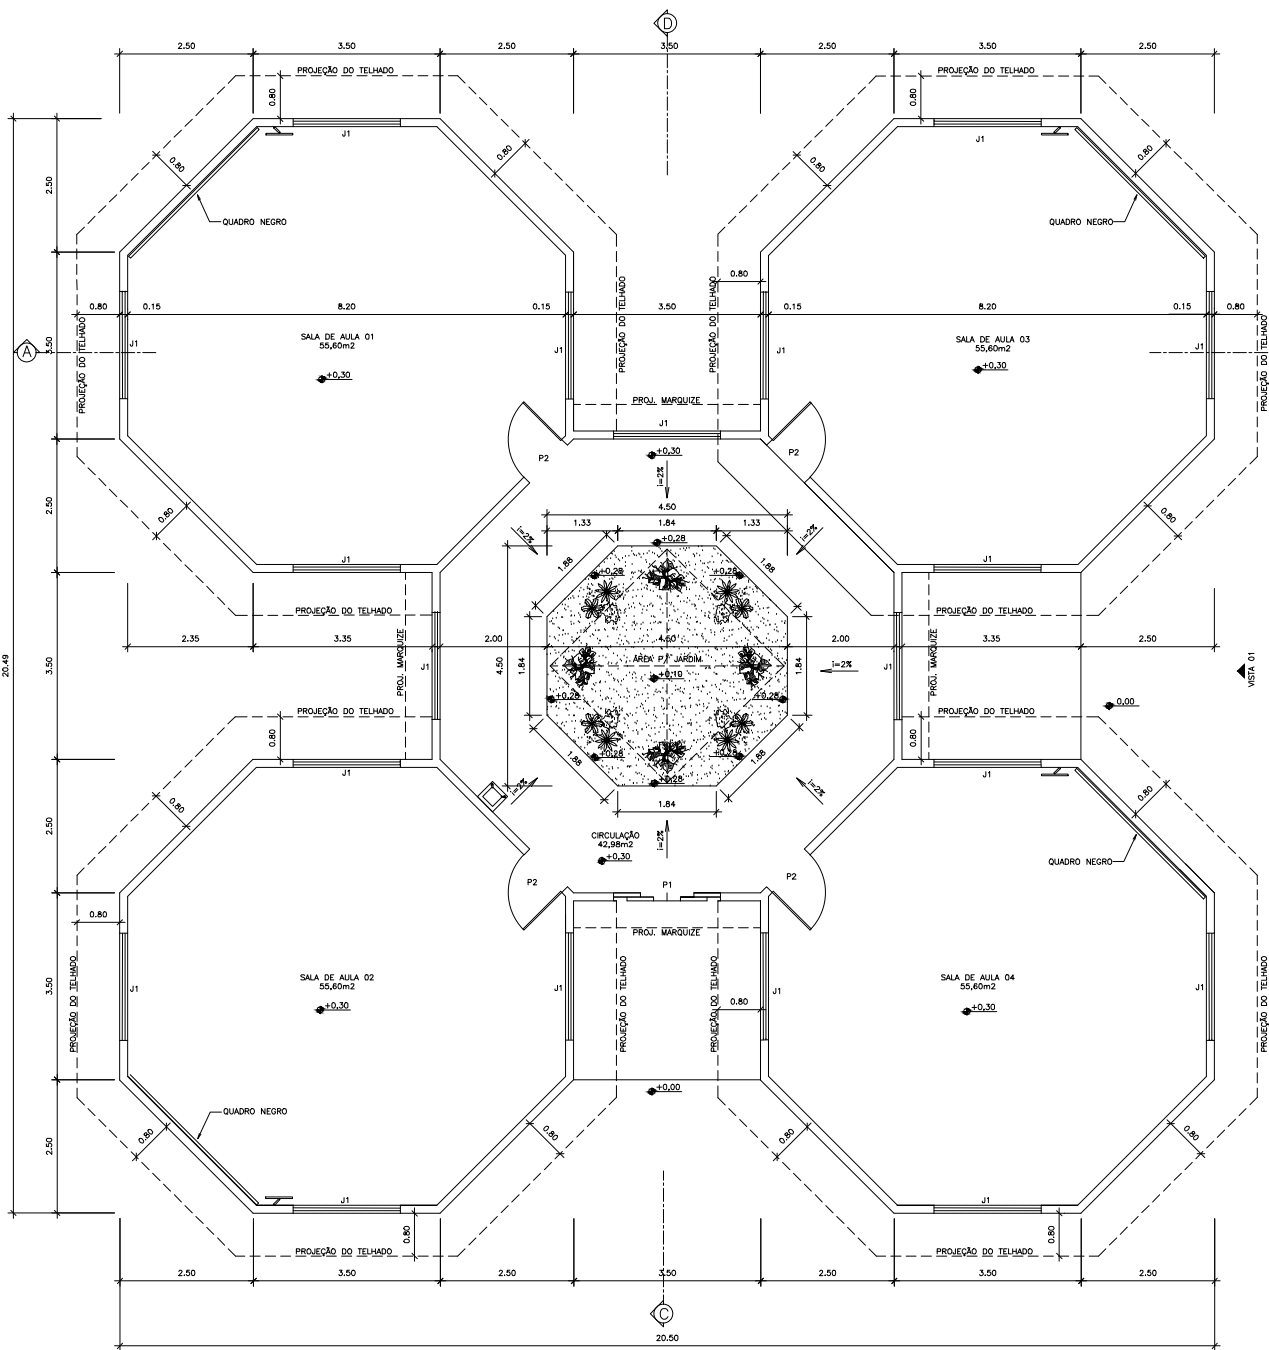 D
2.50 3.50 2.50 3.50 2.50 3.50 2.50
PROJEÇÃO DO TELHADO PROJEÇÃO DO TELHADO
0.80 0.80
J1 J1
0.80 0.80 0.80 0.80
2.50
QUADRO NEGRO QUADRO NEGRO
0.80
PROJEÇÃO DO TELHADO PROJEÇÃO DO TELHADO
0.80 0.15 8.20 0.15 3.50 0.15 8.20 0.15 0.80
PROJEÇÃO DO TELHADO PROJEÇÃO DO TELHADO
A
3.50
J1 J1 J1 J1
SALA DE AULA 01
55,60m2
+0,30
SALA DE AULA 03
55,60m2
+0,30
PROJ. MARQUIZE
J1
P2 P2
+0,30
i=2%
2.50
0.80 0.80
4.50
1.33 1.84 1.33
i=2% i=2%
+0,28
1.88 1.88
+0,28 +0,28
J1 J1
PROJEÇÃO DO TELHADO PROJEÇÃO DO TELHADO
2.35 3.35 2.00 4.50 2.00 3.35 2.50
20.49
3.50
PROJ. MARQUIZE PROJ. MARQUIZE
J1 J1
4.50
1.84 1.84
ÁREA P/ JARDIM
+0,10
i=2%
VISTA 01
0,00
+0,28 +0,28
PROJEÇÃO DO TELHADO PROJEÇÃO DO TELHADO
0.80 0.80
1.88 1.88
+0,28 +0,28
+0,28
J1 J1
i=2% i=2%
1.84
0.80 0.80
2.50
CIRCULAÇÃO
42,98m2
+0,30
i=2%
QUADRO NEGRO
P2 P1 P2
0.80
PROJ. MARQUIZE
PROJEÇÃO DO TELHADO PROJEÇÃO DO TELHADO PROJEÇÃO DO TELHADO PROJEÇÃO DO TELHADO
3.50
J1 J1 J1 J1
SALA DE AULA 02
55,60m2
+0,30
SALA DE AULA 04
55,60m2
+0,30
0.80
+0,00
QUADRO NEGRO
2.50
0.80 0.80 0.80 0.80
J1 J1
0.80 0.80
PROJEÇÃO DO TELHADO PROJEÇÃO DO TELHADO
2.50 3.50 2.50 3.50 2.50 3.50 2.50
C
20.50